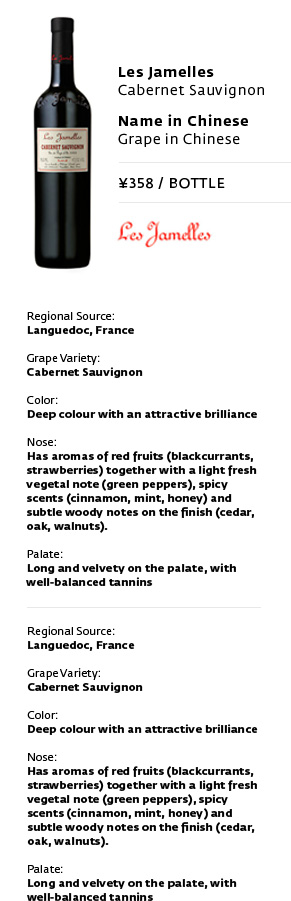 Les Jamelles
Cabernet Sauvignon
Name in Chinese
Grape in Chinese
¥358 / BOTTLE
Les Jamelles
Les Jamelles
CABERNET SAUVIGNON
Regional Source:
Languedoc, France
Grape Variety:
Cabernet Sauvignon
Color:
Deep colour with an attractive brilliance
Nose:
Has aromas of red fruits (blackcurrants,
strawberries) together with a light fresh
vegetal note (green peppers), spicy
scents (cinnamon, mint, honey) and
subtle woody notes on the finish (cedar,
oak, walnuts).
Palate:
Long and velvety on the palate, with
well-balanced tannins
Regional Source:
Languedoc, France
Grape Variety:
Cabernet Sauvignon
Color:
Deep colour with an attractive brilliance
Nose:
Has aromas of red fruits (blackcurrants,
strawberries) together with a light fresh
vegetal note (green peppers), spicy
scents (cinnamon, mint, honey) and
subtle woody notes on the finish (cedar,
oak, walnuts).
Palate:
Long and velvety on the palate, with
well-balanced tannins